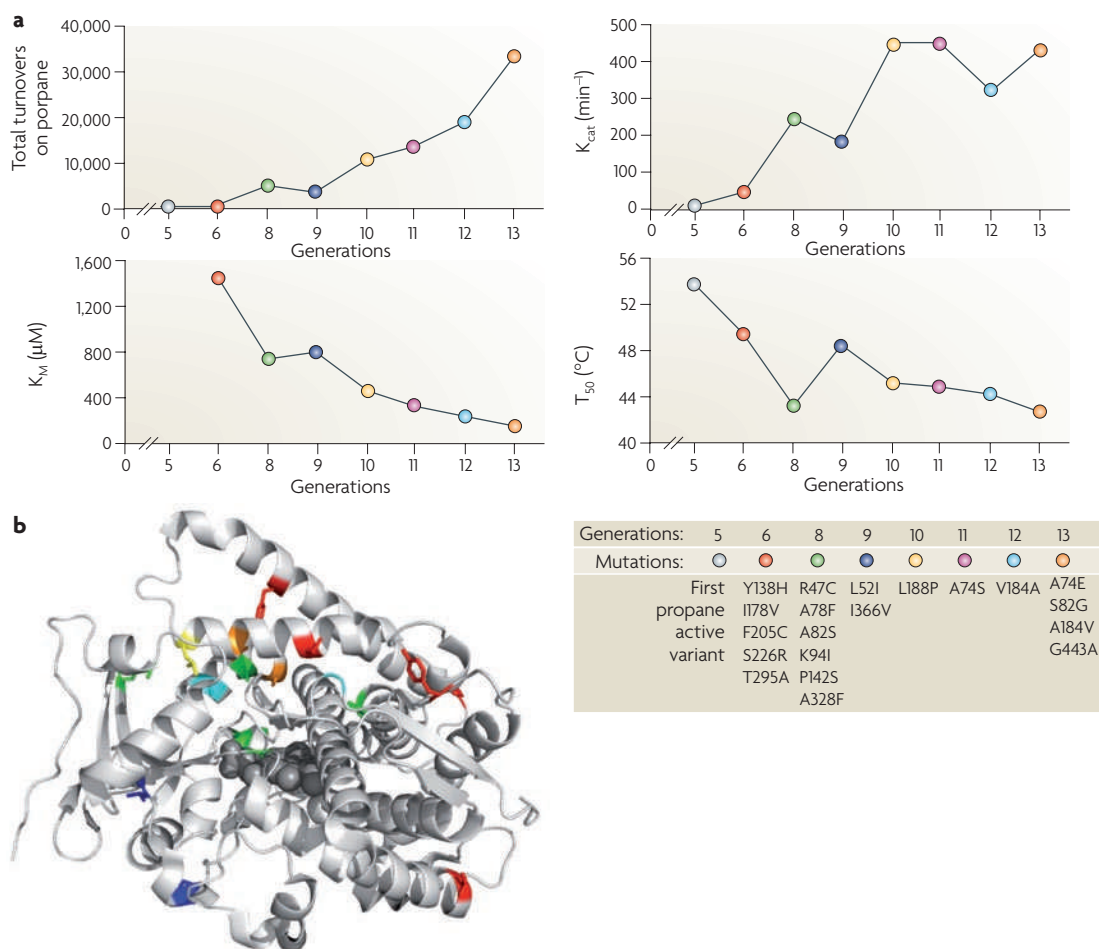 a
Total turnovers
on porpane
40,000
30,000
20,000
10,000
0
0 5 6 8 9 10 11 12 13
Generations
Kcat (min⁻¹)
500
400
300
200
100
0
0 5 6 8 9 10 11 12 13
Generations
KM (μM)
1,600
1,200
800
400
0
0 5 6 8 9 10 11 12 13
Generations
T50 (°C)
56
52
48
44
40
0 5 6 8 9 10 11 12 13
Generations
b
Generations: 5 6 8 9 10 11 12 13
Mutations:
First Y138H R47C L52I L188P A74S V184A A74E
propane I178V A78F I366V S82G
active F205C A82S A184V
variant S226R K94I G443A
T295A P142S
A328F